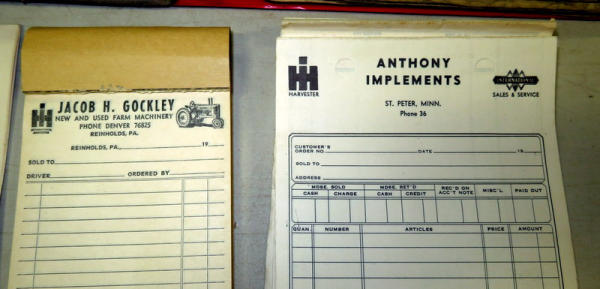 JACOB H. GOCKLEY
NEW AND USED FARM MACHINERY
PHONE DENVER 76825
REINHOLDS, PA.
REINHOLDS, PA. 19
SOLD TO
DRIVER ORDERED BY
IH
HARVESTER
ANTHONY
IMPLEMENTS
ST. PETER, MINN.
Phone 36
INTERNATIONAL
SALES & SERVICE
CUSTOMER'S
ORDER NO. DATE 19
SOLD TO
ADDRESS
MDSE. SOLD MDSE. RET'D REC'D ON ACC'T NOTE MISC'L PAID OUT
CASH CHARGE CASH CREDIT
QUAN. NUMBER ARTICLES PRICE AMOUNT